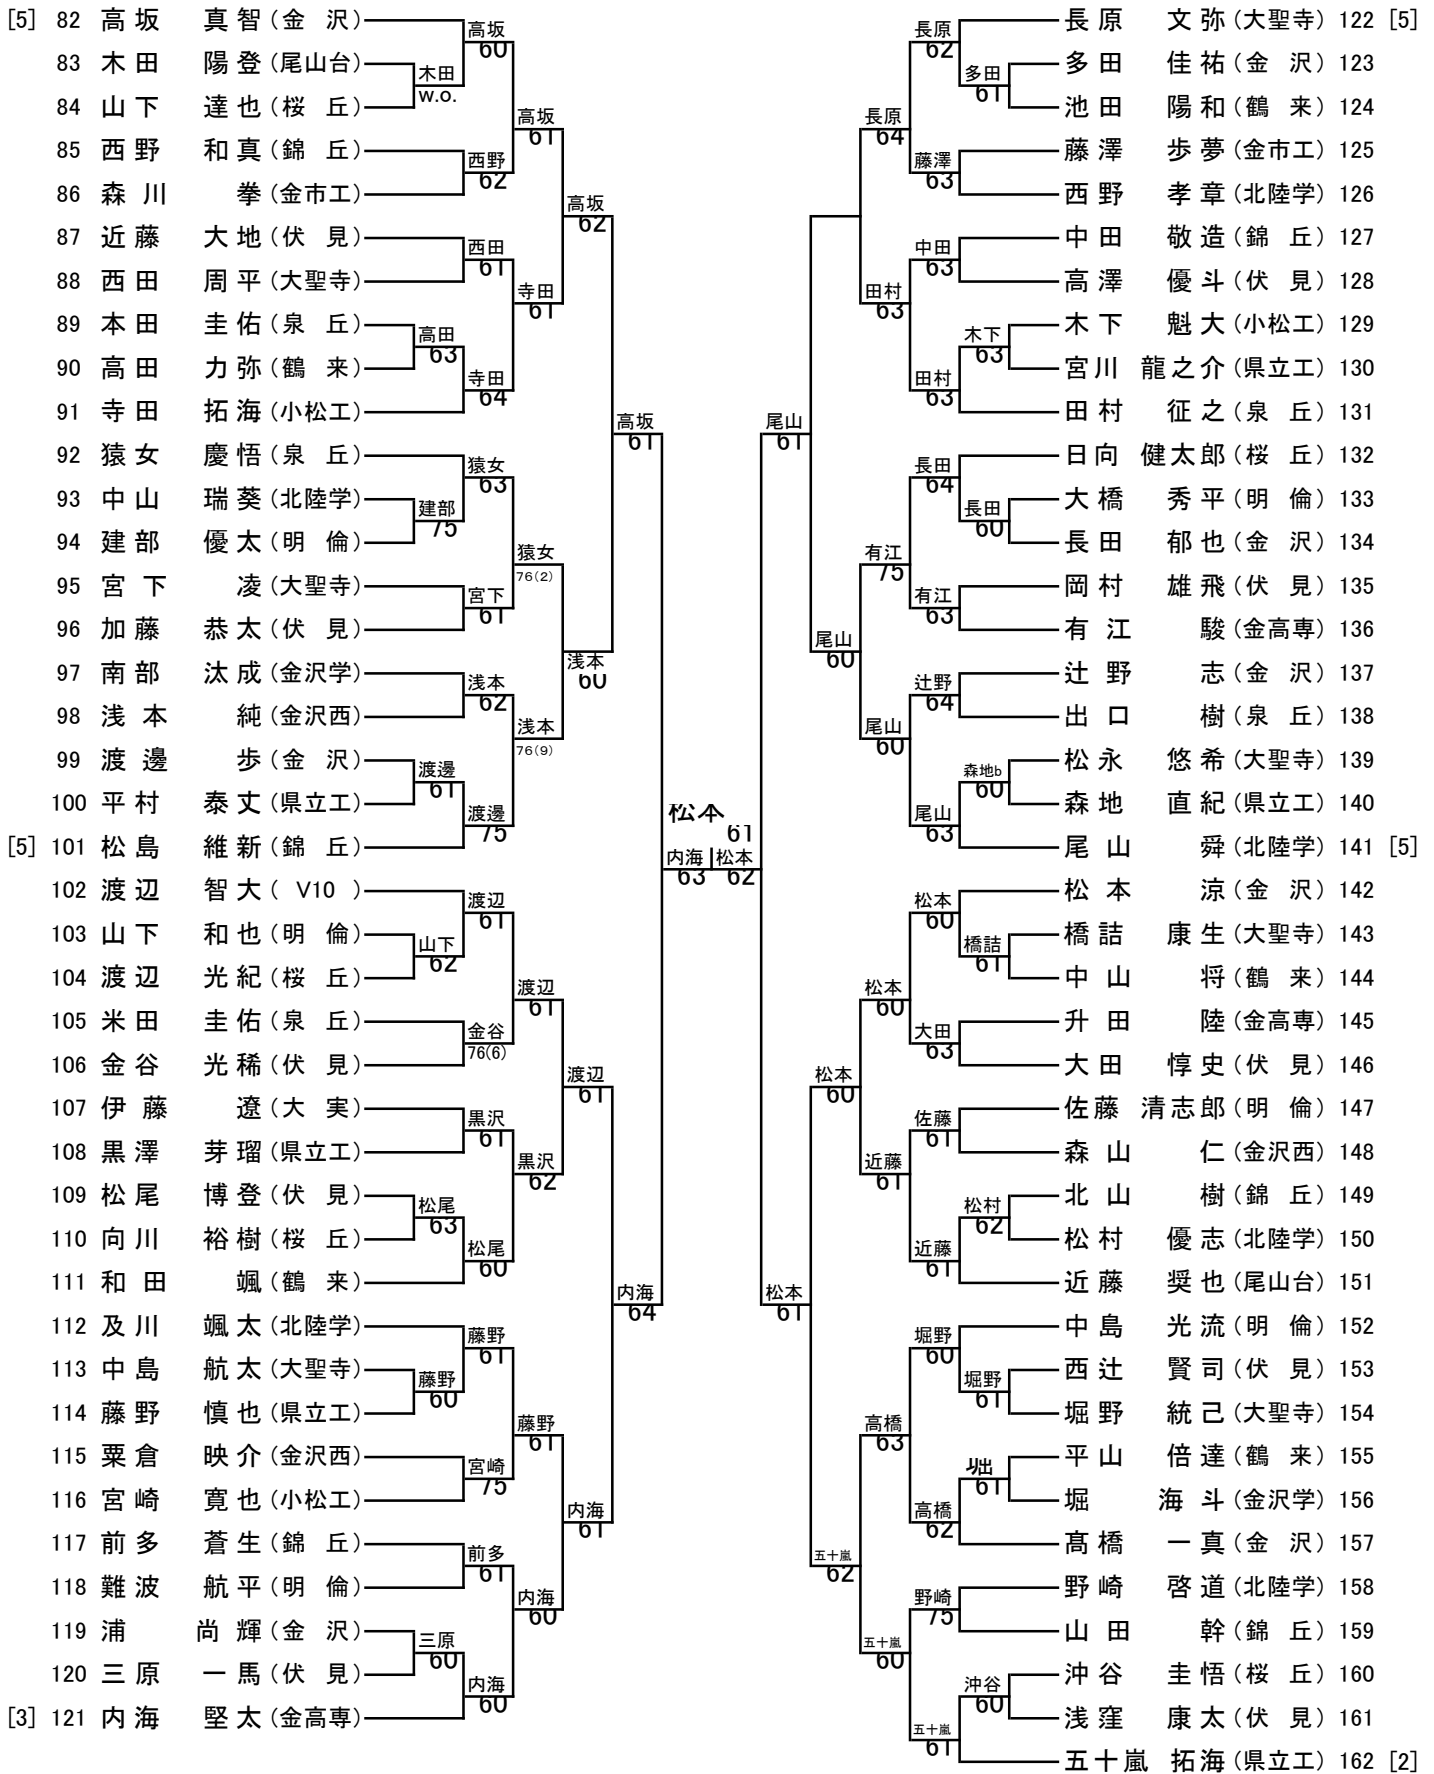 [5] 82 高坂 真智 (金 沢)
83 木田 陽登 (尾山台)
84 山下 達也 (桜 丘)
85 西野 和真 (錦 丘)
86 森川 拳 (金市工)
87 近藤 大地 (伏 見)
88 西田 周平 (大聖寺)
89 本田 圭佑 (泉 丘)
90 高田 力弥 (鶴 来)
91 寺田 拓海 (小松工)
92 猿女 慶悟 (泉 丘)
93 中山 瑞葵 (北陸学)
94 建部 優太 (明 倫)
95 宮下 凌 (大聖寺)
96 加藤 恭太 (伏 見)
97 南部 汰成 (金沢学)
98 浅本 純 (金沢西)
99 渡邊 歩 (金 沢)
100 平村 泰丈 (県立工)
[5] 101 松島 維新 (錦 丘)
102 渡辺 智大 ( V10 )
103 山下 和也 (明 倫)
104 渡辺 光紀 (桜 丘)
105 米田 圭佑 (泉 丘)
106 金谷 光稀 (伏 見)
107 伊藤 遼 (大 実)
108 黒澤 芽瑠 (県立工)
109 松尾 博登 (伏 見)
110 向川 裕樹 (桜 丘)
111 和田 颯 (鶴 来)
112 及川 颯太 (北陸学)
113 中島 航太 (大聖寺)
114 藤野 慎也 (県立工)
115 粟倉 映介 (金沢西)
116 宮崎 寛也 (小松工)
117 前多 蒼生 (錦 丘)
118 難波 航平 (明 倫)
119 浦 尚輝 (金 沢)
120 三原 一馬 (伏 見)
[3] 121 内海 堅太 (金高専)
木田
w.o.
高田
63
建部
75
渡邊
61
山下
62
松尾
63
藤野
60
三原
60
高坂
60
西野
62
西田
61
寺田
64
猿女
63
宮下
61
浅本
62
渡邊
75
渡辺
61
金谷
76(6)
黒沢
61
松尾
60
藤野
61
宮崎
75
前多
61
内海
60
高坂
61
寺田
61
猿女
76(2)
浅本
76(9)
渡辺
61
黒沢
62
藤野
61
内海
60
高坂
62
浅本
60
渡辺
61
内海
61
高坂
61
内海
64
松本
61
内海 松本
63 62
尾山
61
松本
61
尾山
60
松本
60
五十嵐
62
長原
64
田村
63
有江
75
尾山
60
松本
60
近藤
61
高橋
63
五十嵐
60
長原
62
藤澤
63
中田
63
田村
63
長田
64
有江
63
辻野
64
尾山
63
松本
60
大田
63
佐藤
61
近藤
61
堀野
60
高橋
62
野崎
75
五十嵐
61
多田
61
木下
63
長田
60
森地b
60
橋詰
61
松村
62
堀野
61
堀
61
沖谷
60
長原 文弥 (大聖寺) 122 [5]
多田 佳祐 (金 沢) 123
池田 陽和 (鶴 来) 124
藤澤 歩夢 (金市工) 125
西野 孝章 (北陸学) 126
中田 敬造 (錦 丘) 127
高澤 優斗 (伏 見) 128
木下 魁大 (小松工) 129
宮川 龍之介 (県立工) 130
田村 征之 (泉 丘) 131
日向 健太郎 (桜 丘) 132
大橋 秀平 (明 倫) 133
長田 郁也 (金 沢) 134
岡村 雄飛 (伏 見) 135
有江 駿 (金高専) 136
辻野 志 (金 沢) 137
出口 樹 (泉 丘) 138
松永 悠希 (大聖寺) 139
森地 直紀 (県立工) 140
尾山 舜 (北陸学) 141 [5]
松本 涼 (金 沢) 142
橋詰 康生 (大聖寺) 143
中山 将 (鶴 来) 144
升田 陸 (金高専) 145
大田 惇史 (伏 見) 146
佐藤 清志郎 (明 倫) 147
森山 仁 (金沢西) 148
北山 樹 (錦 丘) 149
松村 優志 (北陸学) 150
近藤 奨也 (尾山台) 151
中島 光流 (明 倫) 152
西辻 賢司 (伏 見) 153
堀野 統己 (大聖寺) 154
平山 倍達 (鶴 来) 155
堀 海斗 (金沢学) 156
髙橋 一真 (金 沢) 157
野崎 啓道 (北陸学) 158
山田 幹 (錦 丘) 159
沖谷 圭悟 (桜 丘) 160
浅窪 康太 (伏 見) 161
五十嵐 拓海 (県立工) 162 [2]